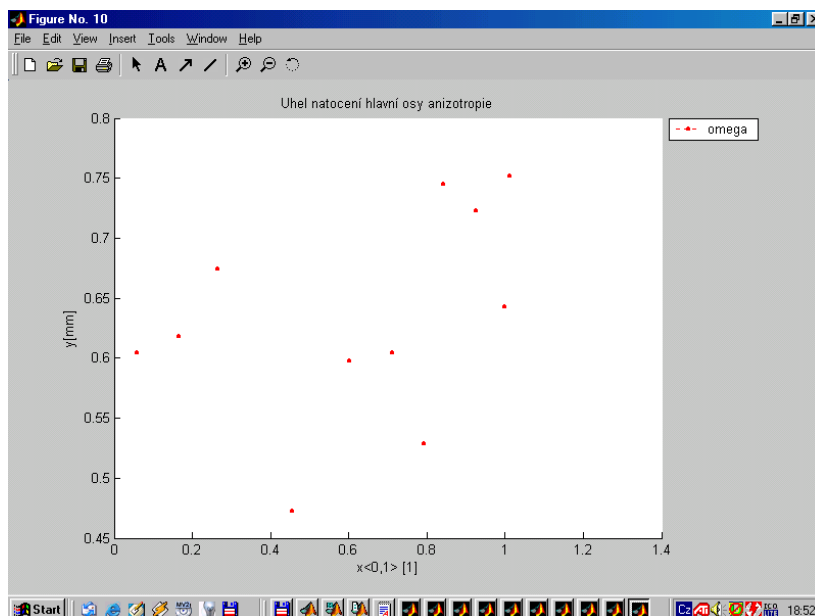 Figure No. 10
File Edit View Insert Tools Window Help
Uhel natocení hlavní osy anizotropie
omega
0.8
0.75
0.7
0.65
0.6
0.55
0.5
0.45
y[mm]
0 0.2 0.4 0.6 0.8 1 1.2 1.4
x<0,1> [1]
Start
Cz
18:52